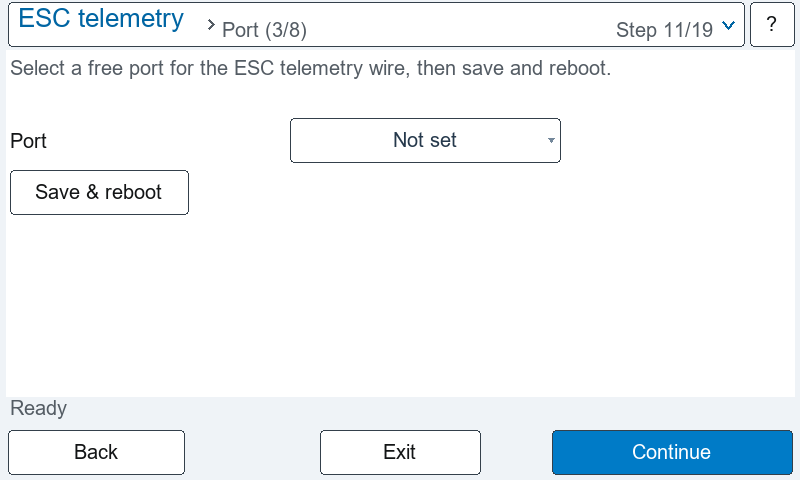 ESC telemetry > Port (3/8) Step 11/19 ?
Select a free port for the ESC telemetry wire, then save and reboot.
Port Not set
Save & reboot
Ready
Back Exit Continue